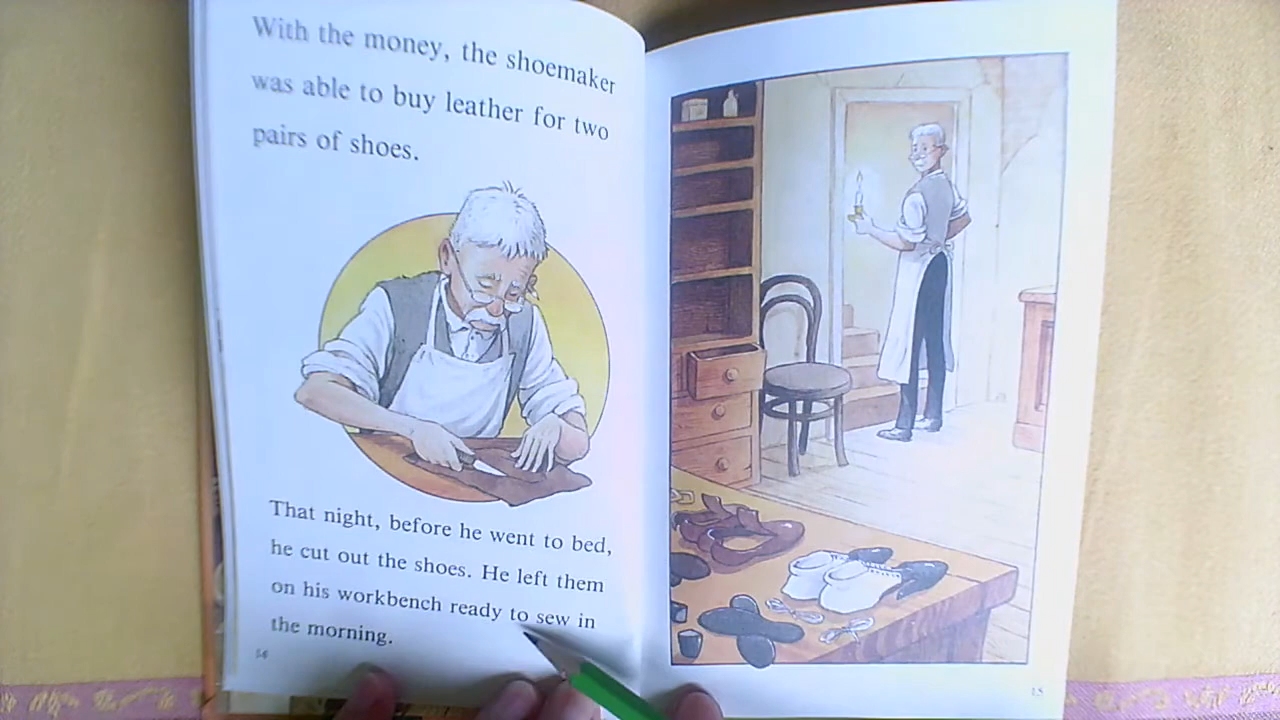 With the money, the shoemaker
was able to buy leather for two
pairs of shoes.
That night, before he went to bed,
he cut out the shoes. He left them
on his workbench ready to sew in
the morning.
14
15